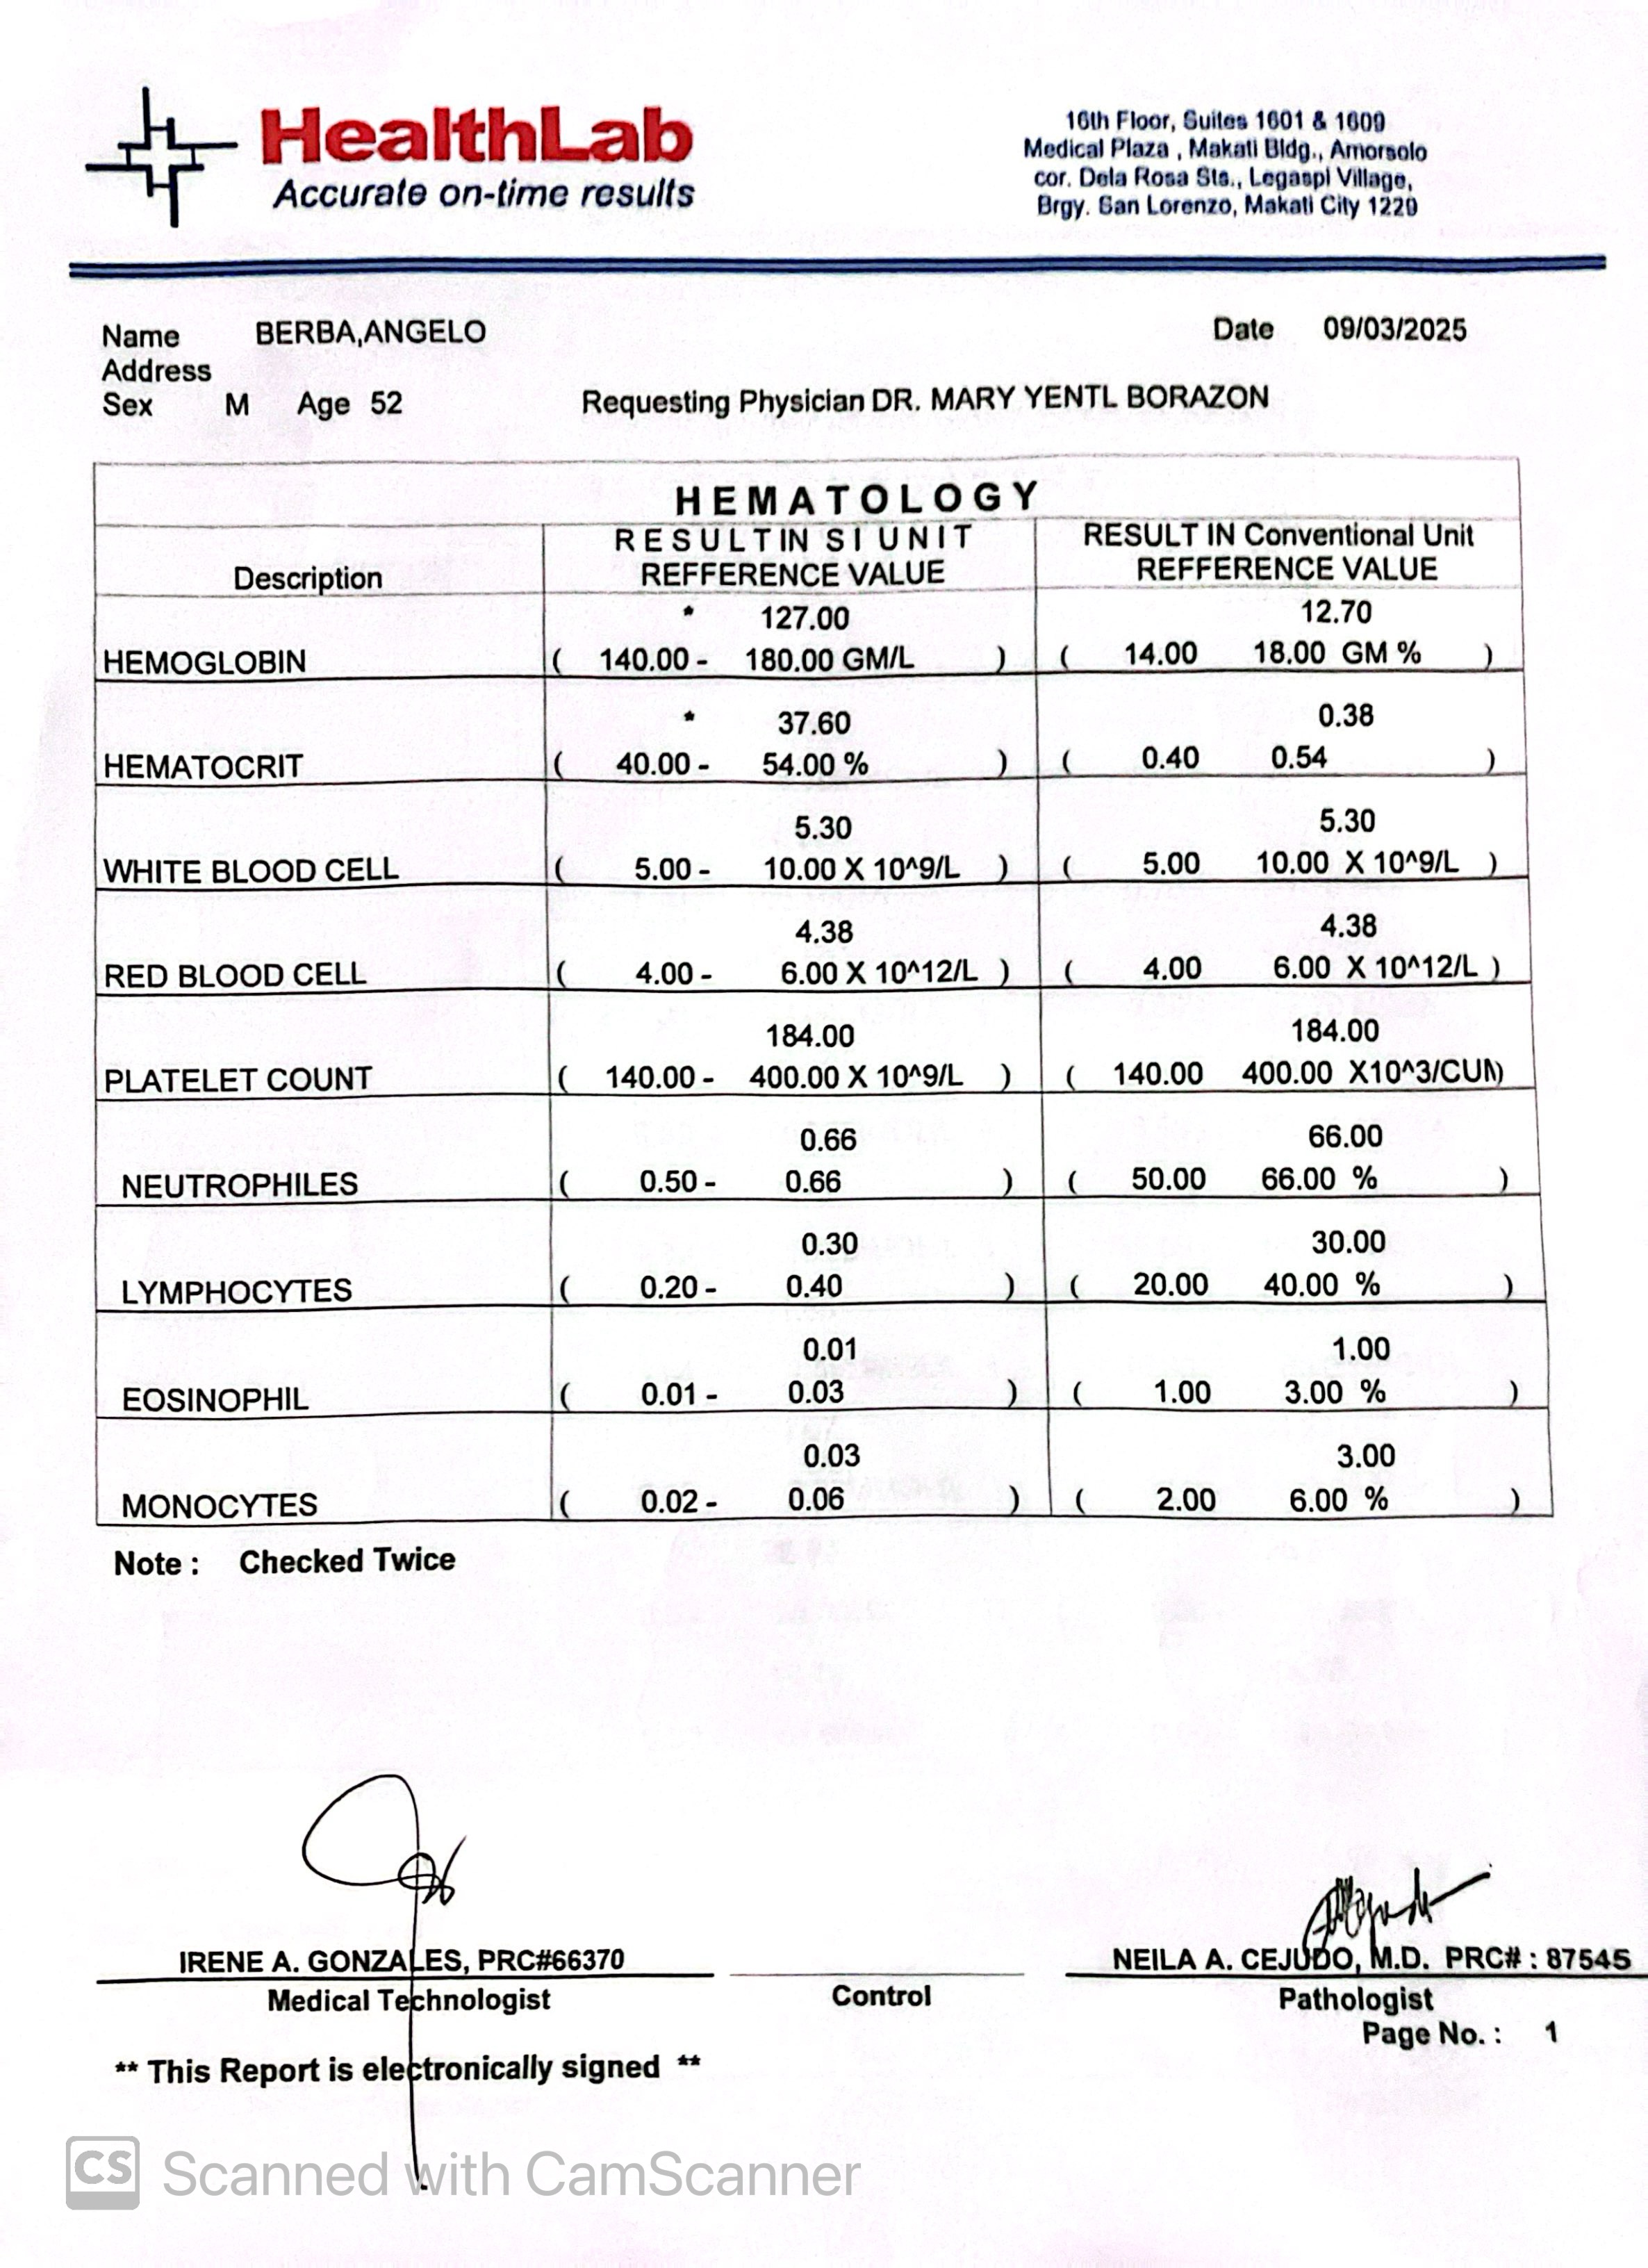 HealthLab
Accurate on-time results
16th Floor, Suites 1601 & 1609
Medical Plaza , Makati Bldg., Amorsolo
cor. Dela Rosa Sts., Legaspi Village,
Brgy. San Lorenzo, Makati City 1229
Name BERBA,ANGELO Date 09/03/2025
Address
Sex M Age 52 Requesting Physician DR. MARY YENTL BORAZON
HEMATOLOGY
Description
RESULT IN SI UNIT
REFFERENCE VALUE
RESULT IN Conventional Unit
REFFERENCE VALUE
* 127.00 12.70
HEMOGLOBIN ( 140.00 - 180.00 GM/L ) ( 14.00 18.00 GM % )
* 37.60 0.38
HEMATOCRIT ( 40.00 - 54.00 % ) ( 0.40 0.54 )
5.30 5.30
WHITE BLOOD CELL ( 5.00 - 10.00 X 10^9/L ) ( 5.00 10.00 X 10^9/L )
4.38 4.38
RED BLOOD CELL ( 4.00 - 6.00 X 10^12/L ) ( 4.00 6.00 X 10^12/L )
184.00 184.00
PLATELET COUNT ( 140.00 - 400.00 X 10^9/L ) ( 140.00 400.00 X10^3/CUM)
0.66 66.00
NEUTROPHILES ( 0.50 - 0.66 ) ( 50.00 66.00 % )
0.30 30.00
LYMPHOCYTES ( 0.20 - 0.40 ) ( 20.00 40.00 % )
0.01 1.00
EOSINOPHIL ( 0.01 - 0.03 ) ( 1.00 3.00 % )
0.03 3.00
MONOCYTES ( 0.02 - 0.06 ) ( 2.00 6.00 % )
Note : Checked Twice
IRENE A. GONZALES, PRC#66370 NEILA A. CEJUDO, M.D. PRC# : 87545
Medical Technologist Control Pathologist
Page No. : 1
** This Report is electronically signed **
CS Scanned with CamScanner